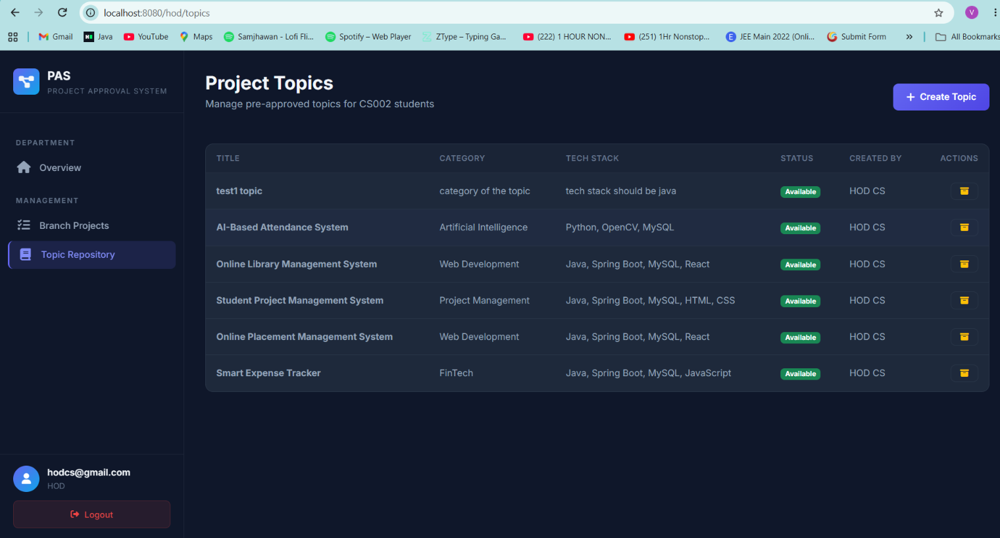 localhost:8080/hod/topics
V
Gmail
Java
YouTube
Maps
Samjhawan - Lofi Fli...
Spotify – Web Player
ZType – Typing Ga...
(222) 1 HOUR NON...
(251) 1Hr Nonstop...
E
JEE Main 2022 (Onli...
Submit Form
»
All Bookmarks
PAS
PROJECT APPROVAL SYSTEM
DEPARTMENT
Overview
MANAGEMENT
Branch Projects
Topic Repository
hodcs@gmail.com
HOD
Logout
Project Topics
Manage pre-approved topics for CS002 students
+ Create Topic
TITLE CATEGORY TECH STACK STATUS CREATED BY ACTIONS
test1 topic category of the topic tech stack should be java Available HOD CS
AI-Based Attendance System Artificial Intelligence Python, OpenCV, MySQL Available HOD CS
Online Library Management System Web Development Java, Spring Boot, MySQL, React Available HOD CS
Student Project Management System Project Management Java, Spring Boot, MySQL, HTML, CSS Available HOD CS
Online Placement Management System Web Development Java, Spring Boot, MySQL, React Available HOD CS
Smart Expense Tracker FinTech Java, Spring Boot, MySQL, JavaScript Available HOD CS